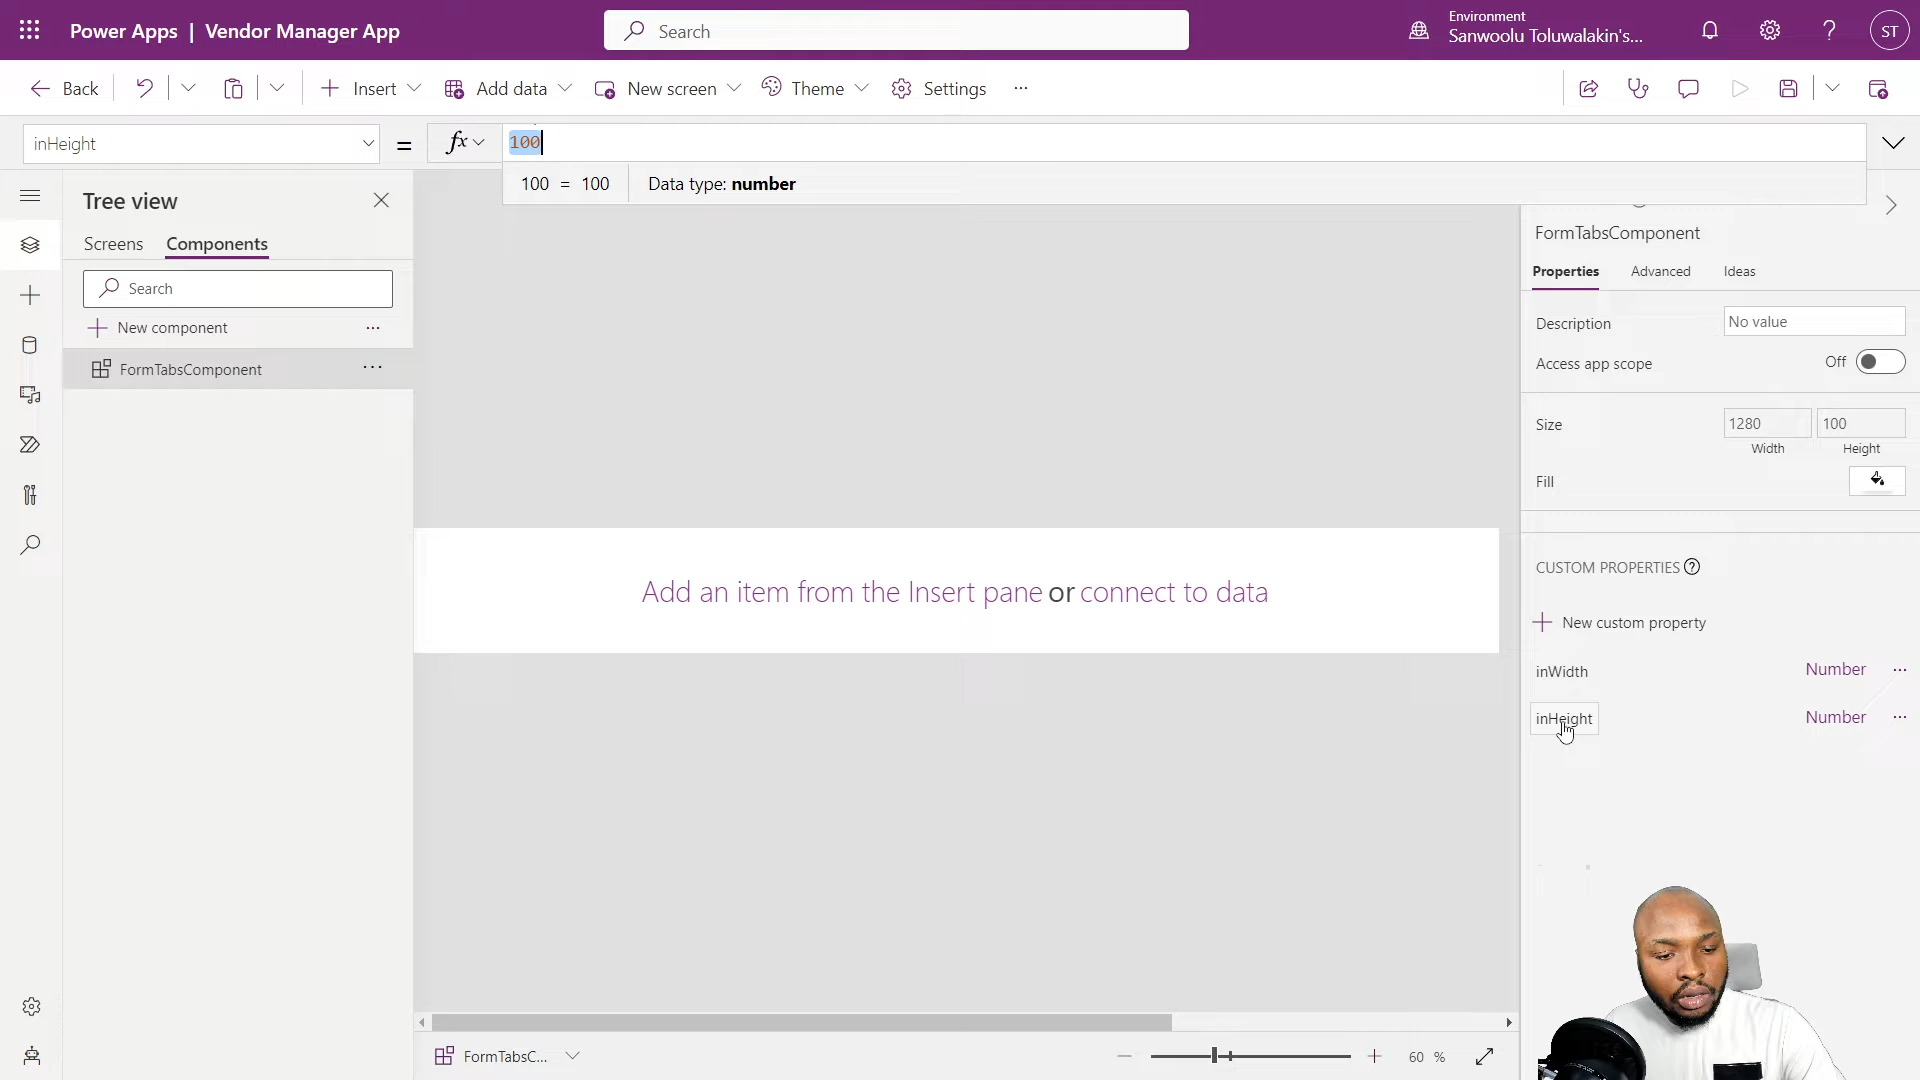 Power Apps | Vendor Manager App
Search
Environment
Sanwoolu Toluwalakin's...
?
ST
Back
Insert
Add data
New screen
Theme
Settings
...
inHeight
=
fx
100
100 = 100
Data type: number
Tree view
Screens
Components
Search
New component
...
FormTabsComponent
...
Add an item from the Insert pane or connect to data
FormTabsC...
60 %
FormTabsComponent
Properties
Advanced
Ideas
Description
No value
Access app scope
Off
Size
1280
100
Width
Height
Fill
CUSTOM PROPERTIES
?
New custom property
inWidth
Number
...
inHeight
Number
...